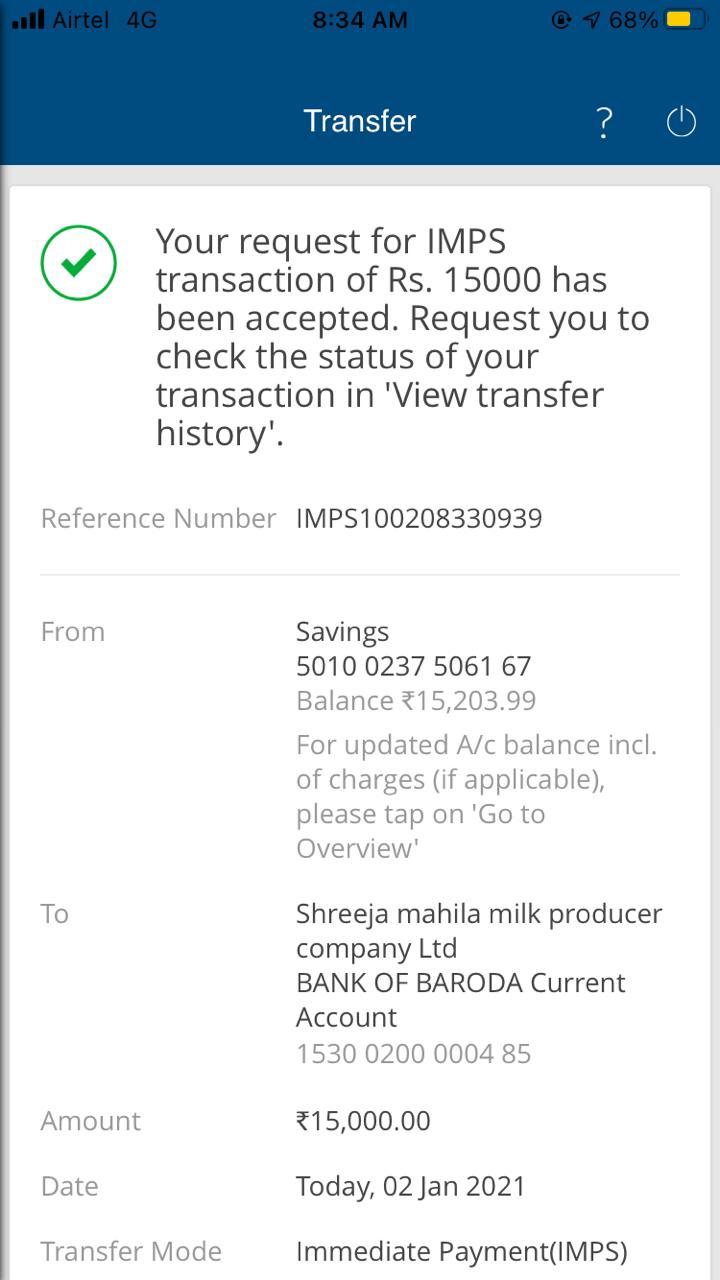 Airtel 4G 8:34 AM 68%
Transfer ?
Your request for IMPS
transaction of Rs. 15000 has
been accepted. Request you to
check the status of your
transaction in 'View transfer
history'.
Reference Number IMPS100208330939
From Savings
5010 0237 5061 67
Balance ₹15,203.99
For updated A/c balance incl.
of charges (if applicable),
please tap on 'Go to
Overview'
To Shreeja mahila milk producer
company Ltd
BANK OF BARODA Current
Account
1530 0200 0004 85
Amount ₹15,000.00
Date Today, 02 Jan 2021
Transfer Mode Immediate Payment(IMPS)